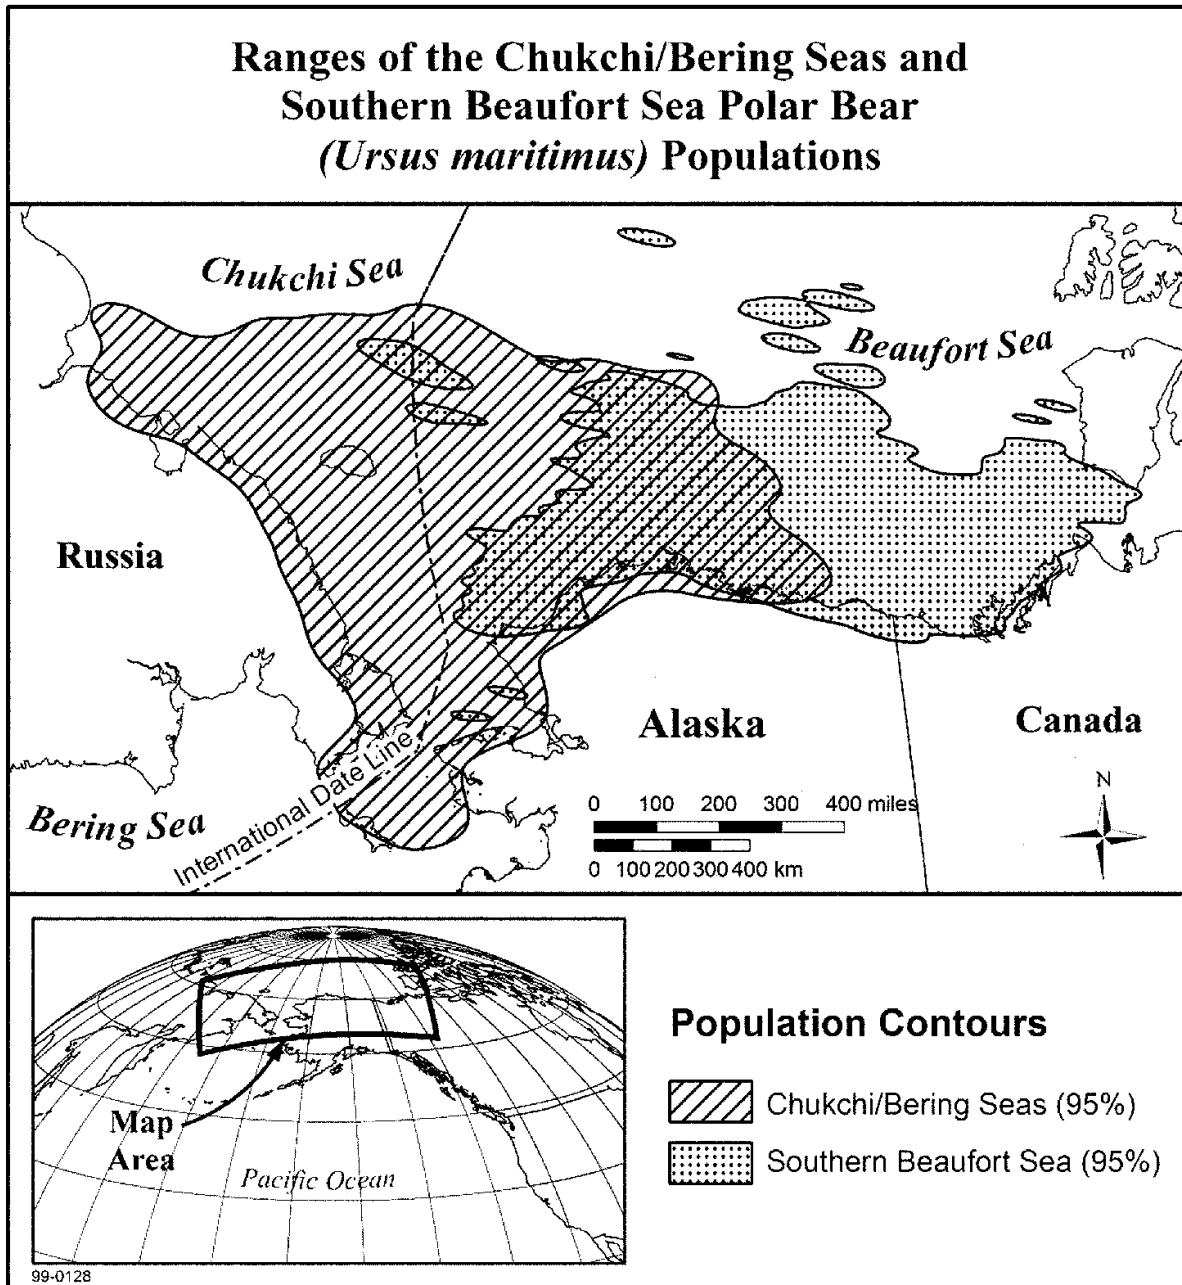 Ranges of the Chukchi/Bering Seas and
Southern Beaufort Sea Polar Bear
(Ursus maritimus) Populations
Chukchi Sea
Beaufort Sea
Russia
Alaska
Canada
Bering Sea
International Date Line
N
0 100 200 300 400 miles
0 100 200 300 400 km
Map
Area
Pacific Ocean
Population Contours
Chukchi/Bering Seas (95%)
Southern Beaufort Sea (95%)
99-0128